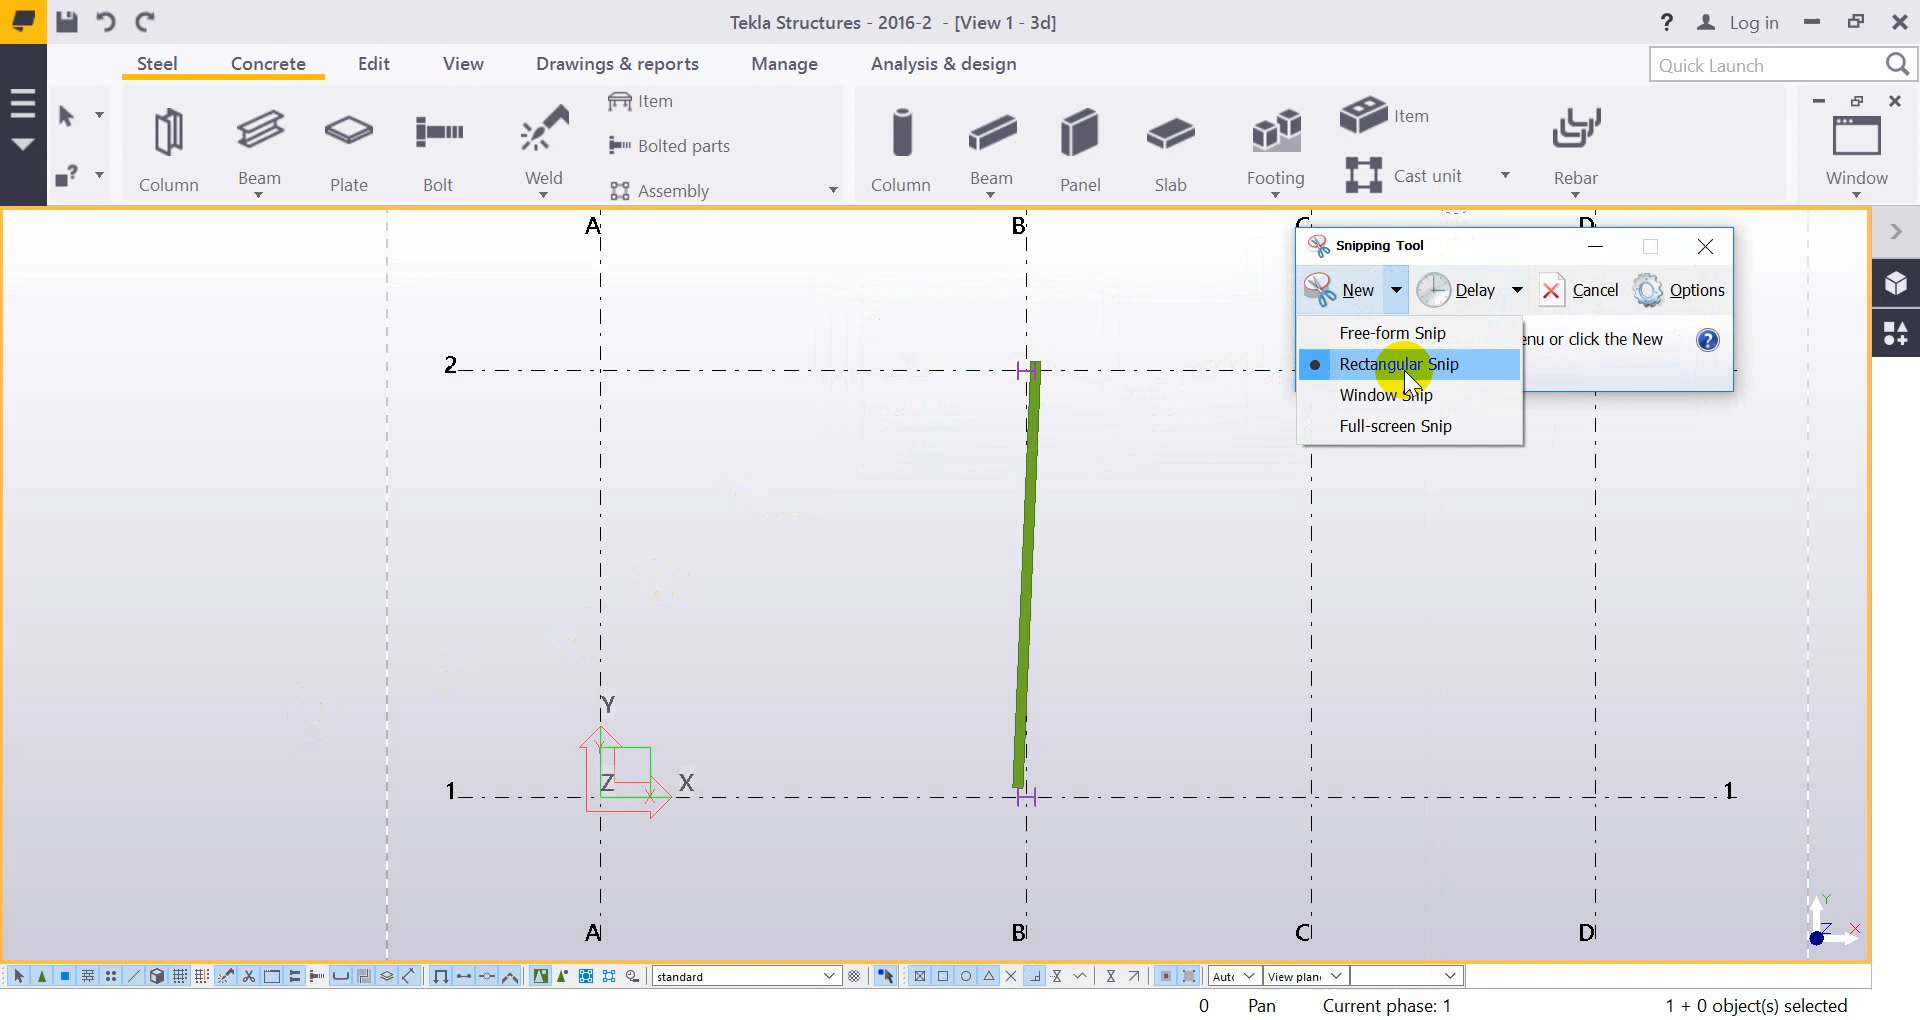 Tekla Structures - 2016-2 - [View 1 - 3d]
? Log in
Steel Concrete Edit View Drawings & reports Manage Analysis & design
Quick Launch
Column Beam Plate Bolt Weld
Item
Bolted parts
Assembly
Column Beam Panel Slab Footing
Item
Cast unit
Rebar
Window
A B C D
Snipping Tool
New Delay Cancel Options
Free-form Snip
Rectangular Snip
Window Snip
Full-screen Snip
enu or click the New
?
2
Y
Z X
1 1
A B C D
Y
Z X
standard
Auto
View plan
0 Pan Current phase: 1 1 + 0 object(s) selected